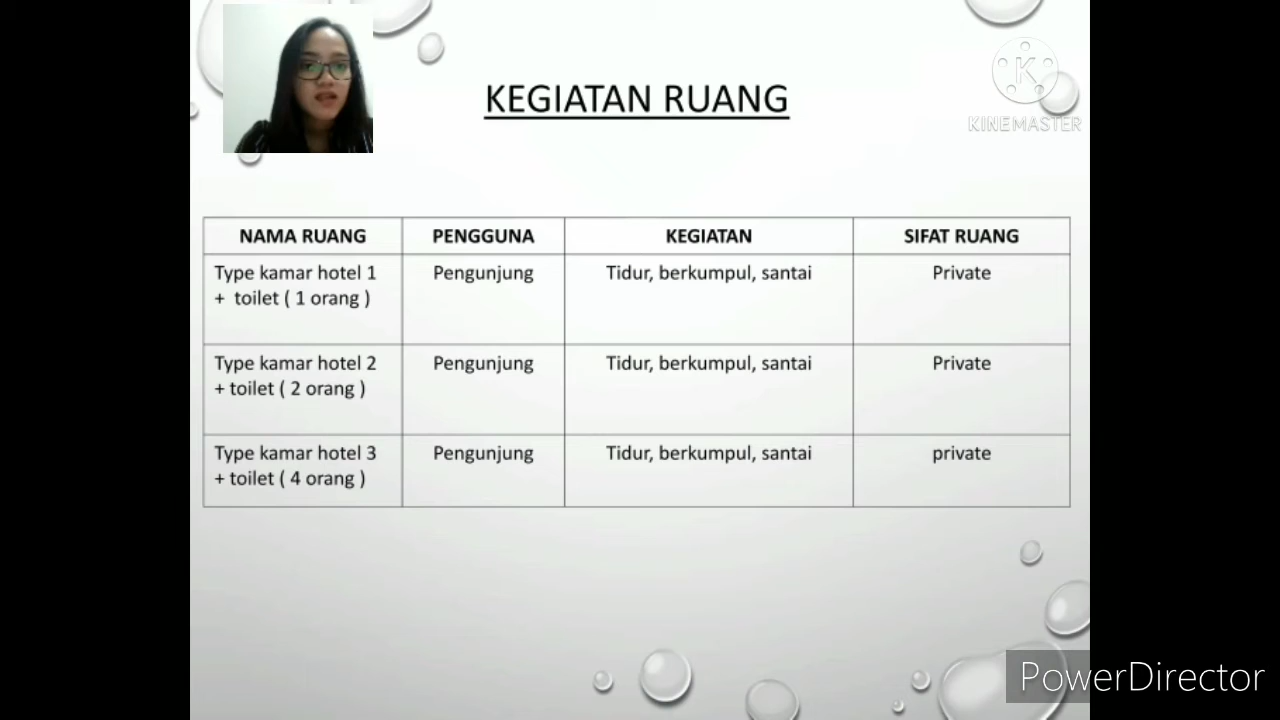 KEGIATAN RUANG
KINEMASTER
NAMA RUANG PENGGUNA KEGIATAN SIFAT RUANG
Type kamar hotel 1 Pengunjung Tidur, berkumpul, santai Private
+ toilet ( 1 orang )
Type kamar hotel 2 Pengunjung Tidur, berkumpul, santai Private
+ toilet ( 2 orang )
Type kamar hotel 3 Pengunjung Tidur, berkumpul, santai private
+ toilet ( 4 orang )
PowerDirector